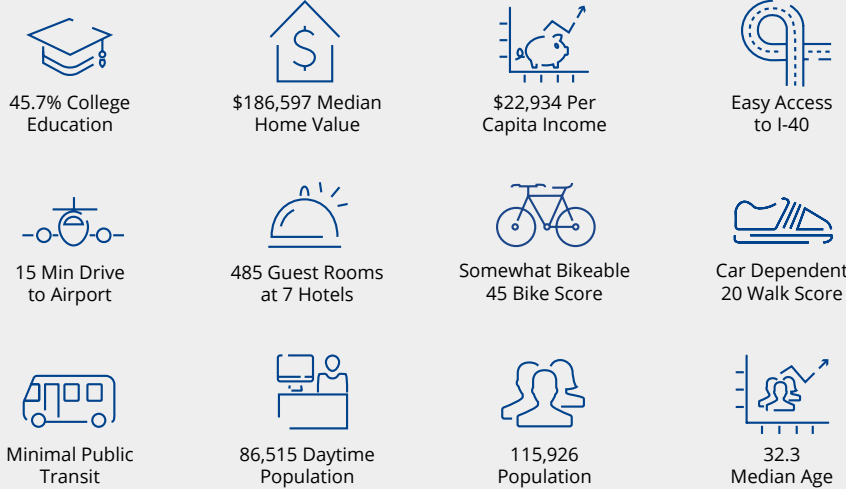 45.7% College
Education
$186,597 Median
Home Value
$22,934 Per
Capita Income
Easy Access
to I-40
15 Min Drive
to Airport
485 Guest Rooms
at 7 Hotels
Somewhat Bikeable
45 Bike Score
Car Dependent
20 Walk Score
Minimal Public
Transit
86,515 Daytime
Population
115,926
Population
32.3
Median Age
$